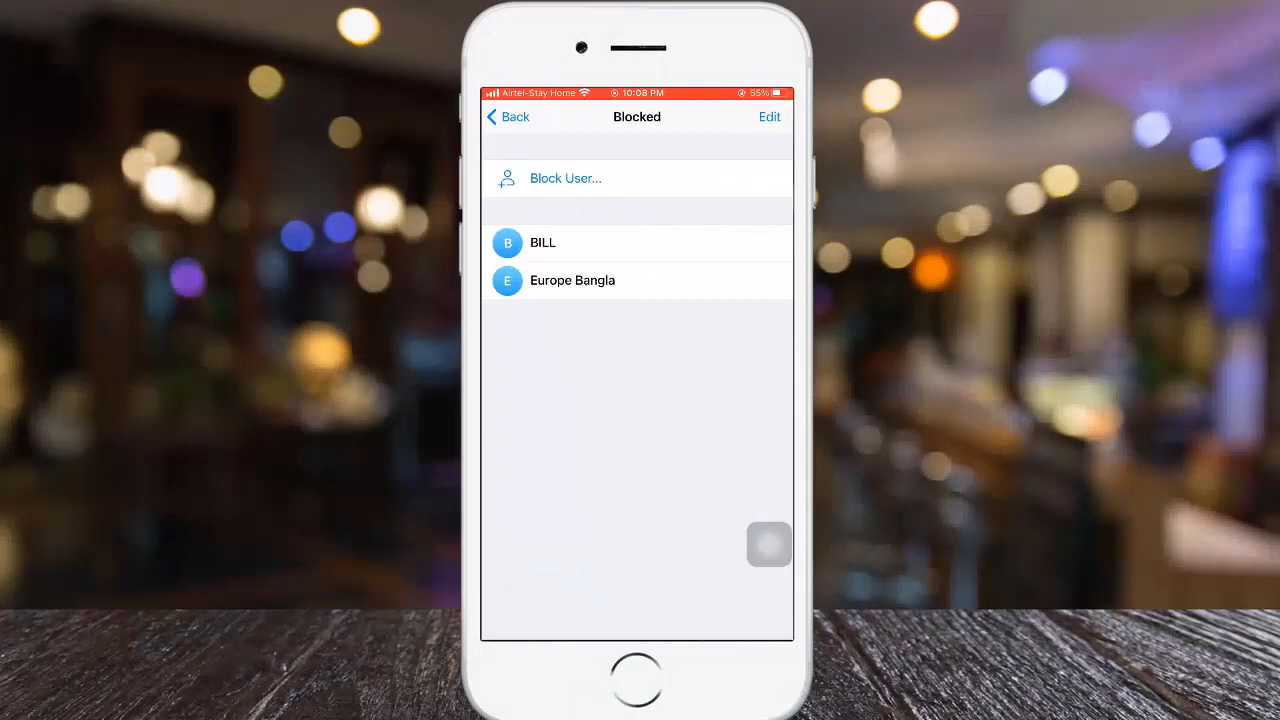 Airtel-Stay Home 10:08 PM 55%
Back Blocked Edit
Block User...
B BILL
E Europe Bangla